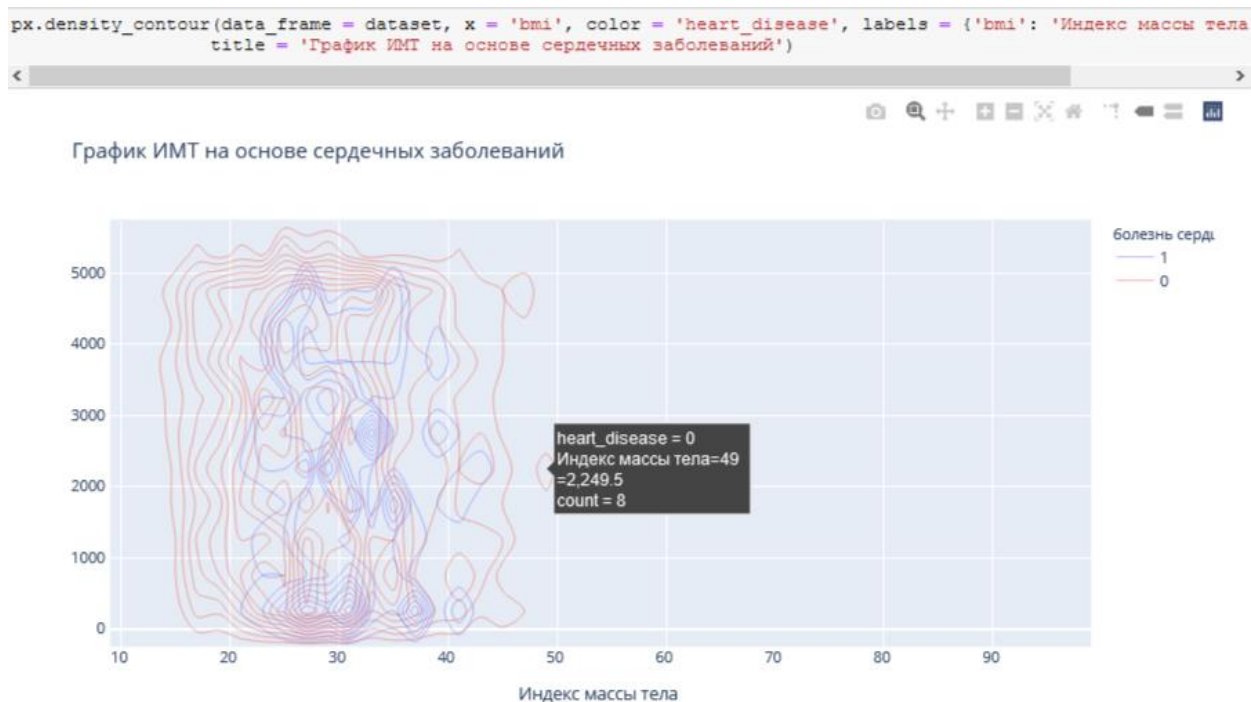 px.density_contour(data_frame = dataset, x = 'bmi', color = 'heart_disease', labels = {'bmi': 'Индекс массы тела
title = 'График ИМТ на основе сердечных заболеваний')
График ИМТ на основе сердечных заболеваний
болезнь серд
1
0
5000
4000
3000
2000
1000
0
heart_disease = 0
Индекс массы тела=49
=2,249.5
count = 8
10 20 30 40 50 60 70 80 90
Индекс массы тела